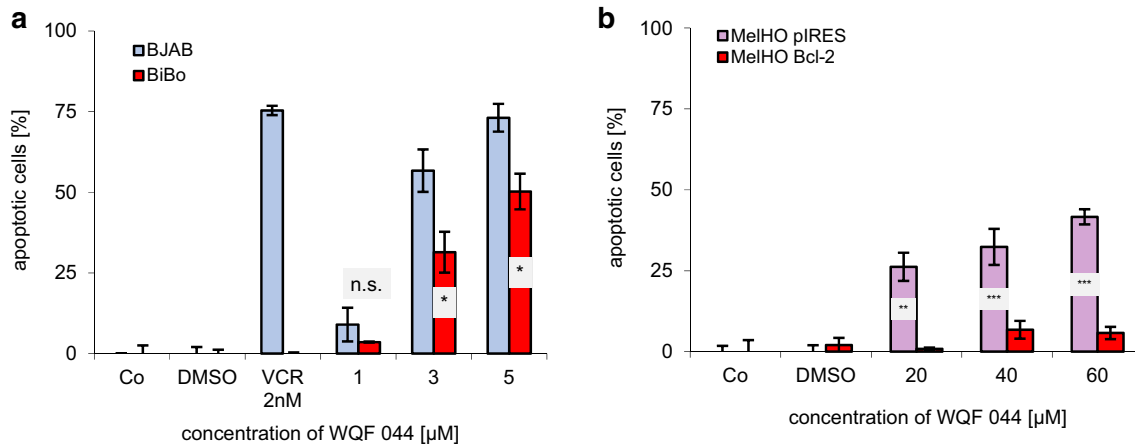 a
100
75
50
25
0
apoptotic cells [%]
BJAB
BiBo
n.s.
*
*
Co DMSO VCR 1 3 5
2nM
concentration of WQF 044 [µM]
b
100
75
50
25
0
apoptotic cells [%]
MelHO pIRES
MelHO Bcl-2
**
***
***
Co DMSO 20 40 60
concentration of WQF 044 [µM]